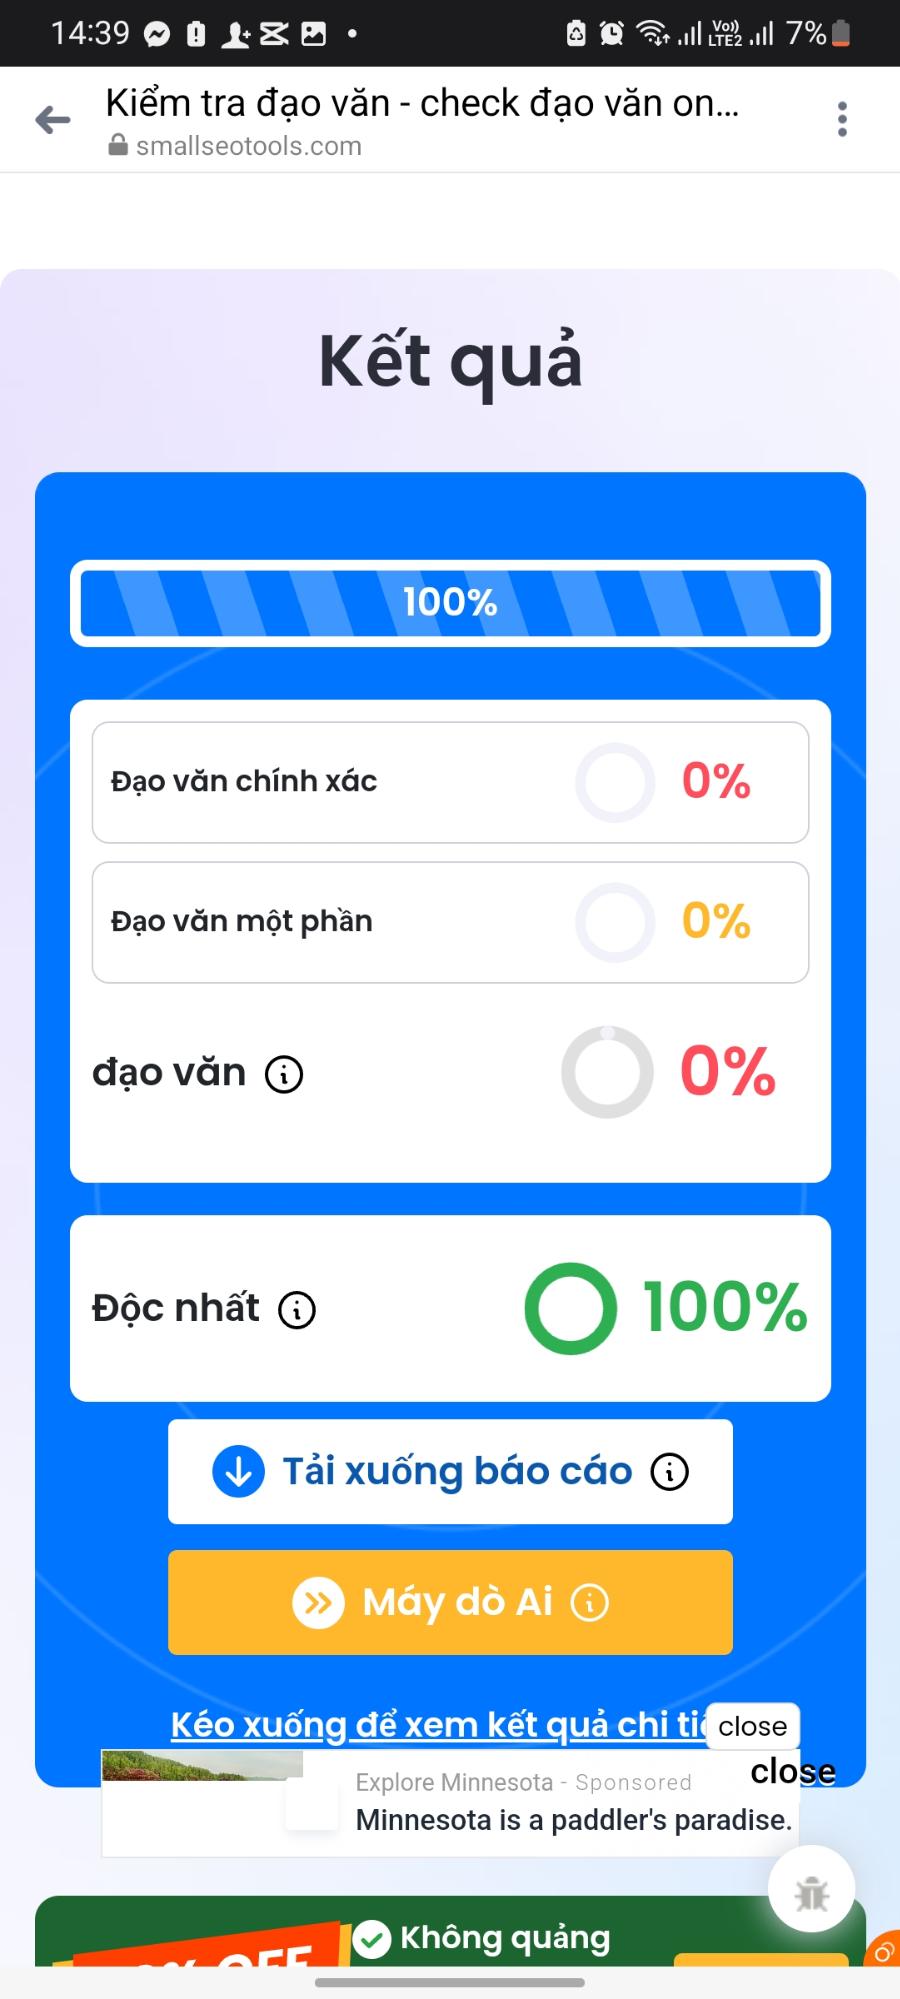 14:39
Vo))
LTE2
7%
Kiểm tra đạo văn - check đạo văn on...
smallseotools.com
Kết quả
100%
Đạo văn chính xác
0%
Đạo văn một phần
0%
đạo văn
0%
Độc nhất
100%
Tải xuống báo cáo
Máy dò Ai
Kéo xuống để xem kết quả chi
close
close
Explore Minnesota - Sponsored
Minnesota is a paddler's paradise.
Không quảng
% OFF